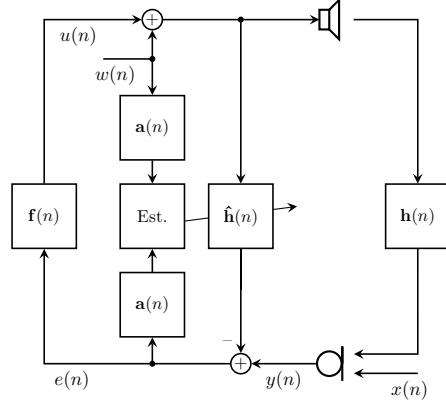 +
u(n)
w(n)
a(n)
f(n)
Est.
ĥ(n)
h(n)
a(n)
−
+
e(n)
y(n)
x(n)